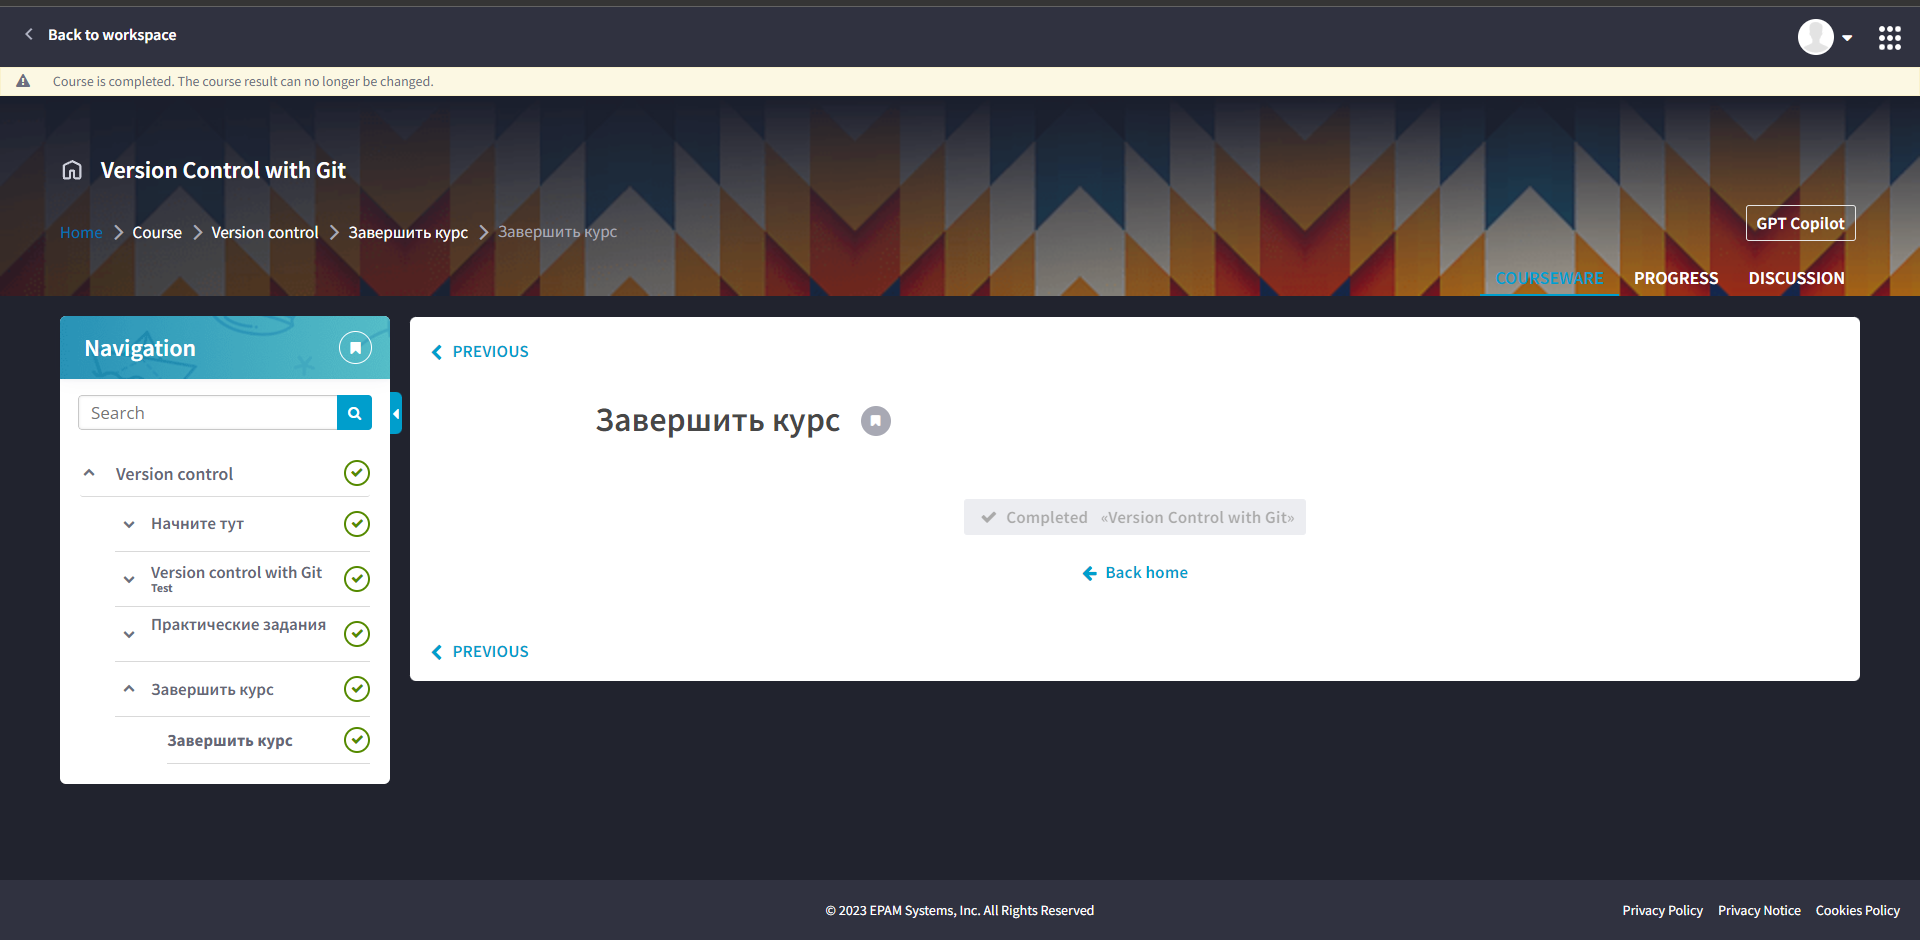 Back to workspace
Course is completed. The course result can no longer be changed.
Version Control with Git
Home Course Version control Завершить курс Завершить курс
GPT Copilot
COURSEWARE PROGRESS DISCUSSION
Navigation
Search
Version control
Начните тут
Version control with Git
Test
Практические задания
Завершить курс
Завершить курс
PREVIOUS
Завершить курс
Completed «Version Control with Git»
Back home
PREVIOUS
© 2023 EPAM Systems, Inc. All Rights Reserved
Privacy Policy Privacy Notice Cookies Policy